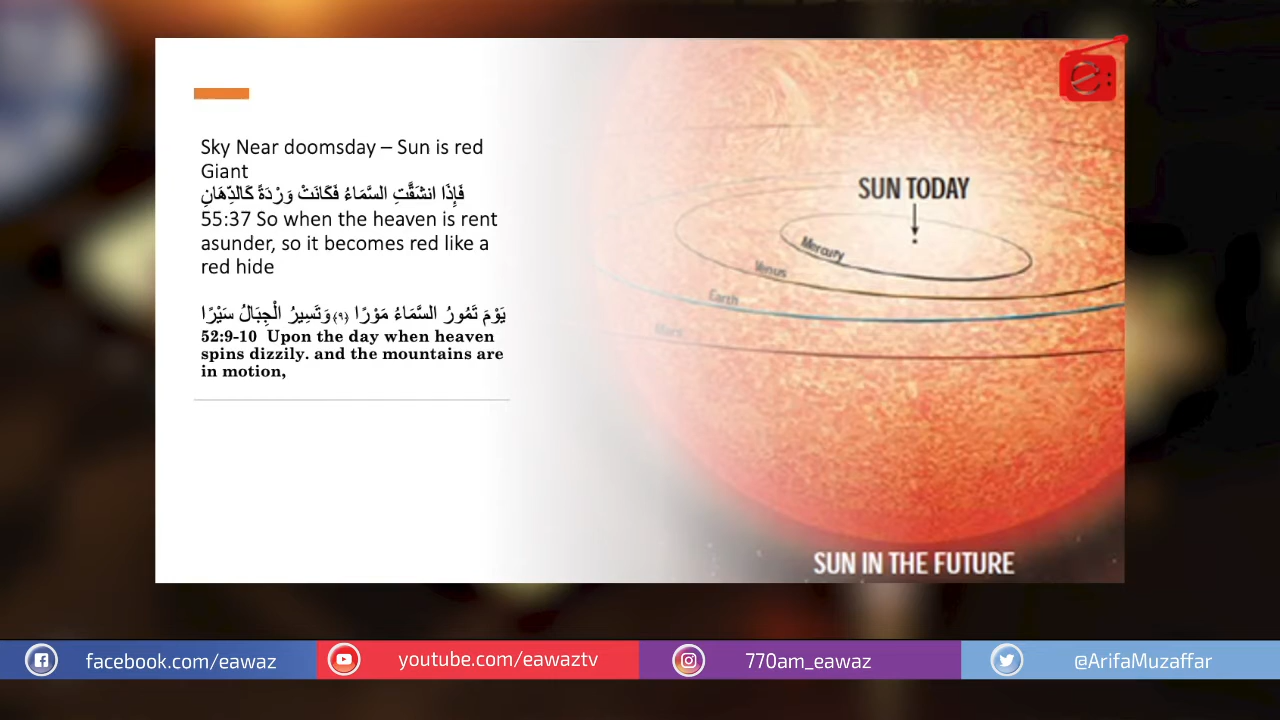 Sky Near doomsday – Sun is red
Giant
فَإِذَا انشَقَّتِ السَّمَاءُ فَكَانَتْ وَرْدَةً كَالدِّهَانِ
55:37 So when the heaven is rent
asunder, so it becomes red like a
red hide
يَوْمَ تَمُورُ السَّمَاءُ مَوْرًا ﴿٩﴾ وَتَسِيرُ الْجِبَالُ سَيْرًا
52:9-10 Upon the day when heaven
spins dizzily. and the mountains are
in motion,
SUN TODAY
Mercury
Venus
Earth
Mars
SUN IN THE FUTURE
e:
facebook.com/eawaz
youtube.com/eawaztv
770am_eawaz
@ArifaMuzaffar